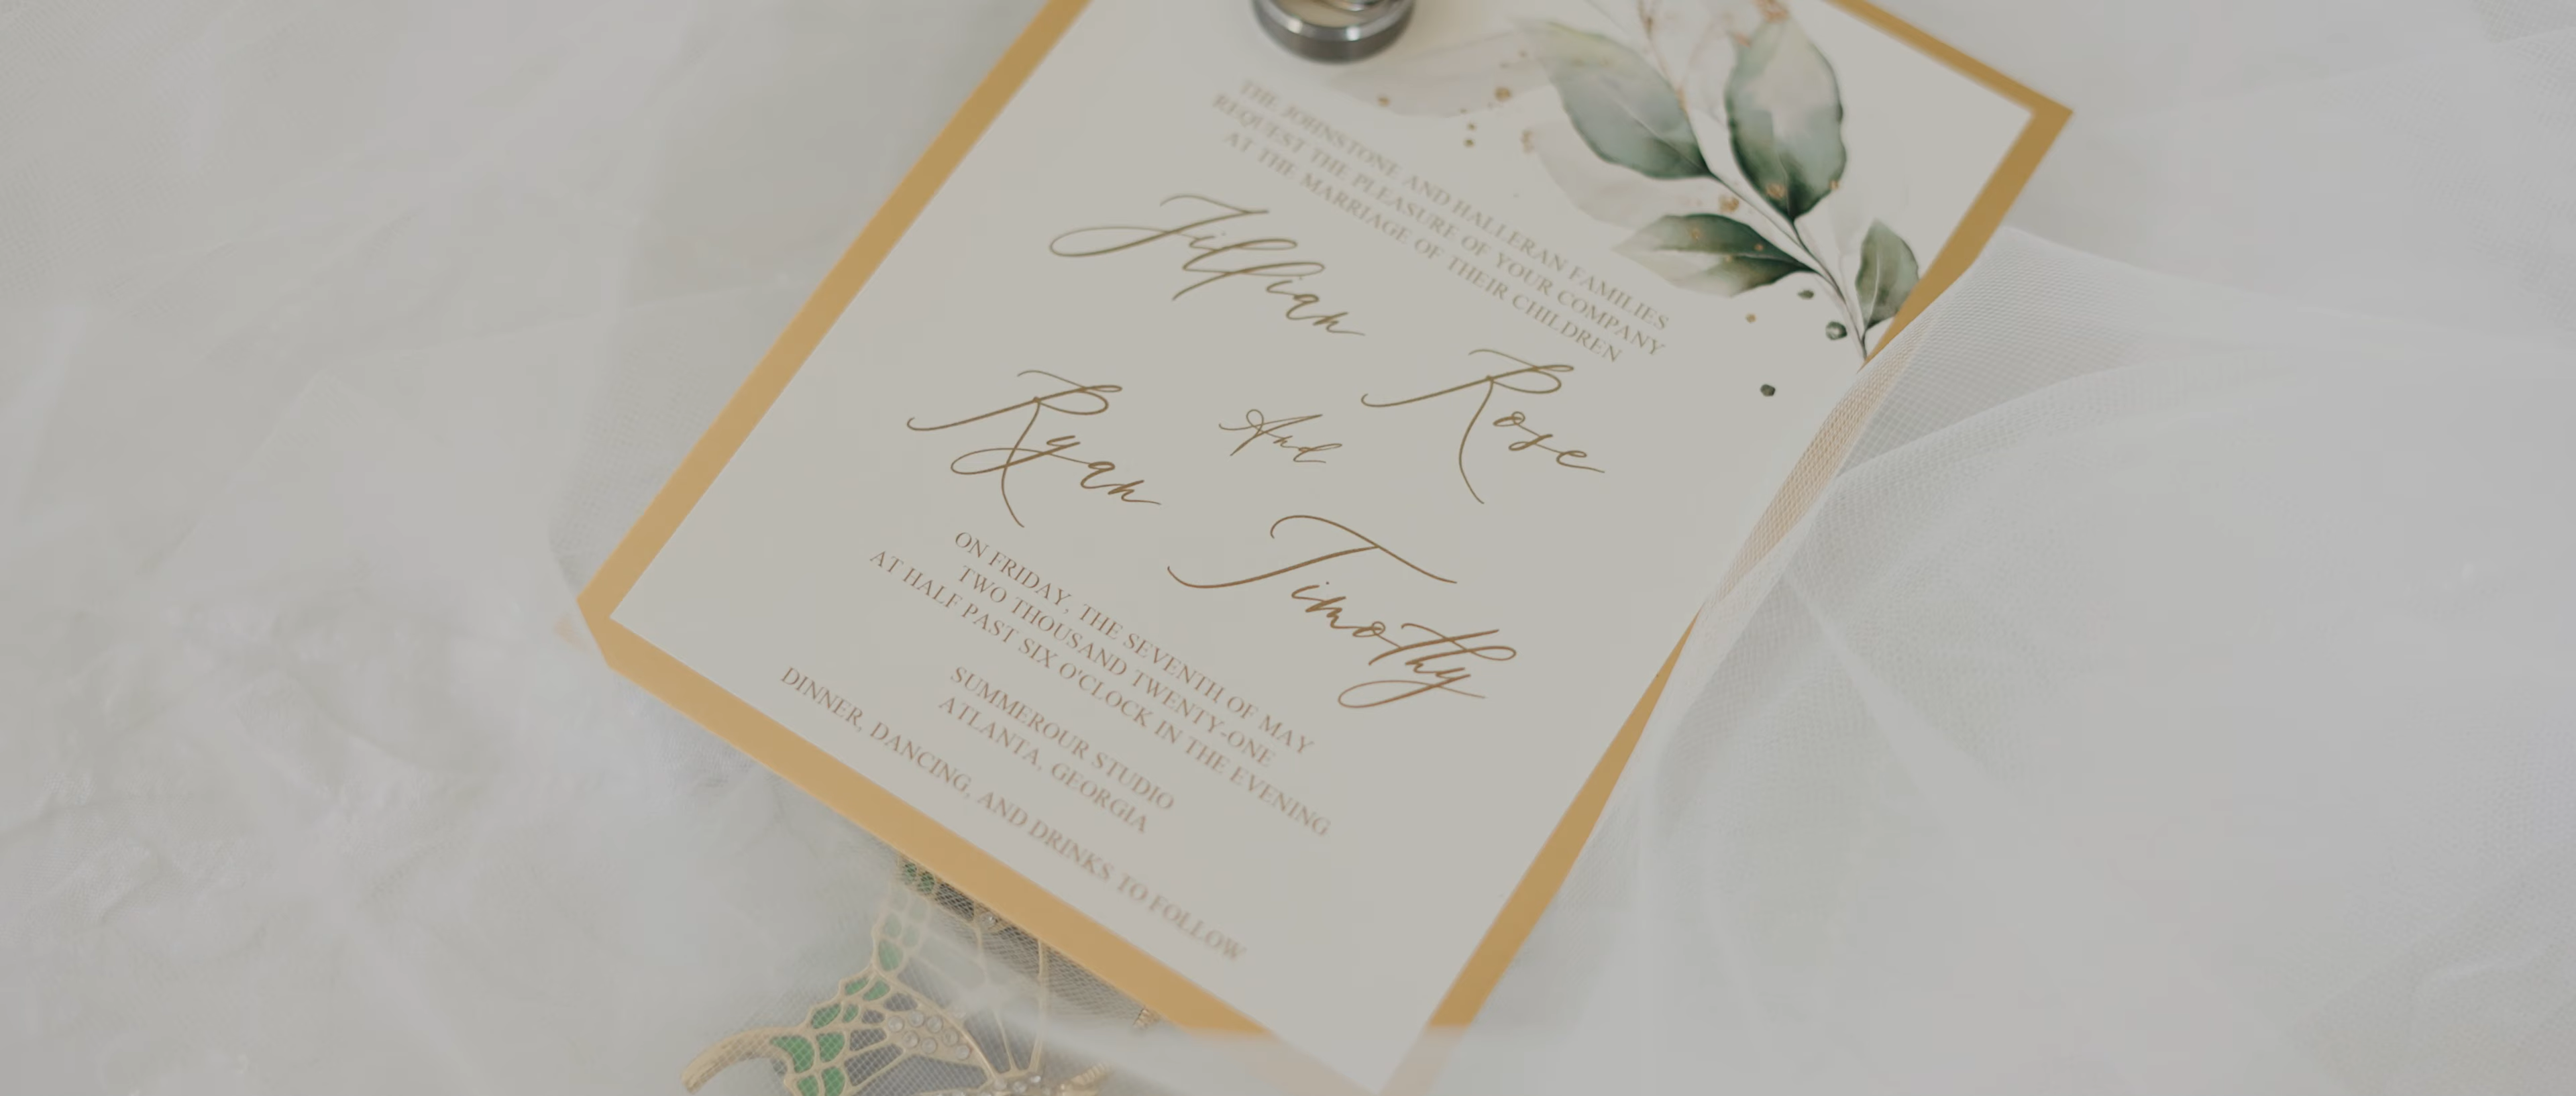 THE JOHNSTONE AND HALLERAN FAMILIES
REQUEST THE PLEASURE OF YOUR COMPANY
AT THE MARRIAGE OF THEIR CHILDREN
Jillian Rose
And
Ryan Timothy
ON FRIDAY, THE SEVENTH OF MAY
TWO THOUSAND TWENTY-ONE
AT HALF PAST SIX O'CLOCK IN THE EVENING
SUMMEROUR STUDIO
ATLANTA, GEORGIA
DINNER, DANCING, AND DRINKS TO FOLLOW